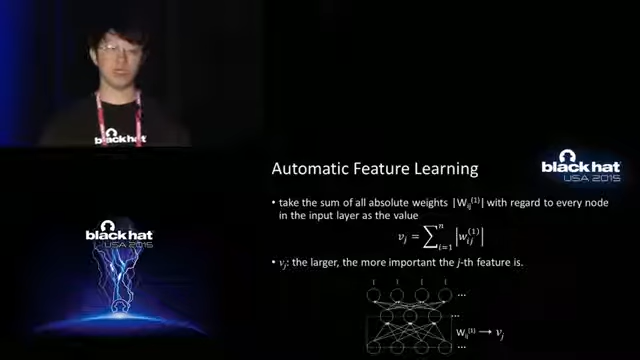 black hat
black hat
USA 2015
Automatic Feature Learning
black hat
USA 2015
• take the sum of all absolute weights |Wᵢⱼ⁽¹⁾| with regard to every node
in the input layer as the value
vⱼ = ∑ᵢ₌₁ⁿ |wᵢⱼ⁽¹⁾|
• vⱼ: the larger, the more important the j-th feature is.
...
...
Wᵢⱼ⁽¹⁾ → vⱼ
...